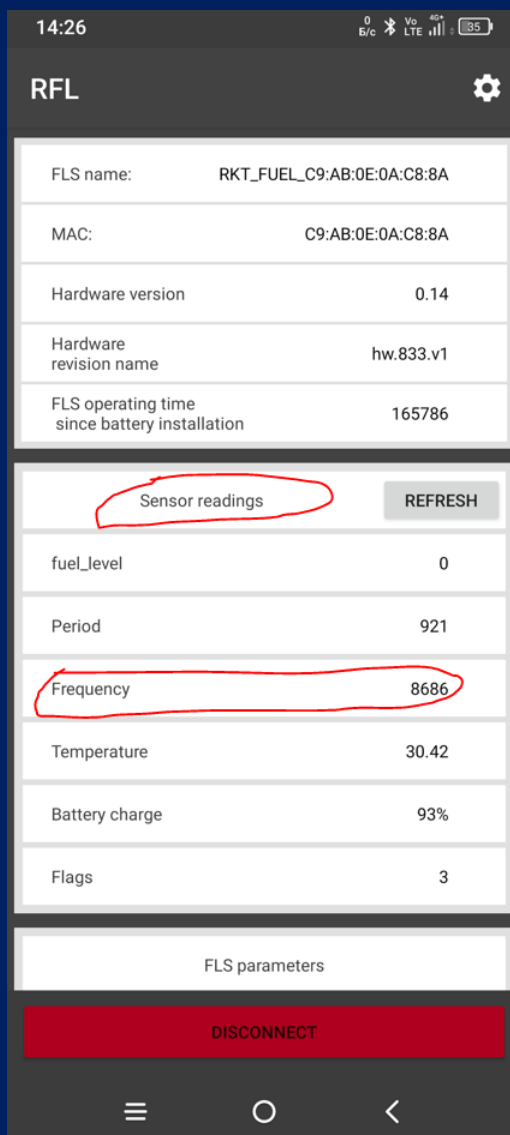 14:26
0 Б/с Vo LTE 4G+ 35
RFL
FLS name: RKT_FUEL_C9:AB:0E:0A:C8:8A
MAC: C9:AB:0E:0A:C8:8A
Hardware version 0.14
Hardware
revision name hw.833.v1
FLS operating time
since battery installation 165786
Sensor readings REFRESH
fuel_level 0
Period 921
Frequency 8686
Temperature 30.42
Battery charge 93%
Flags 3
FLS parameters
DISCONNECT